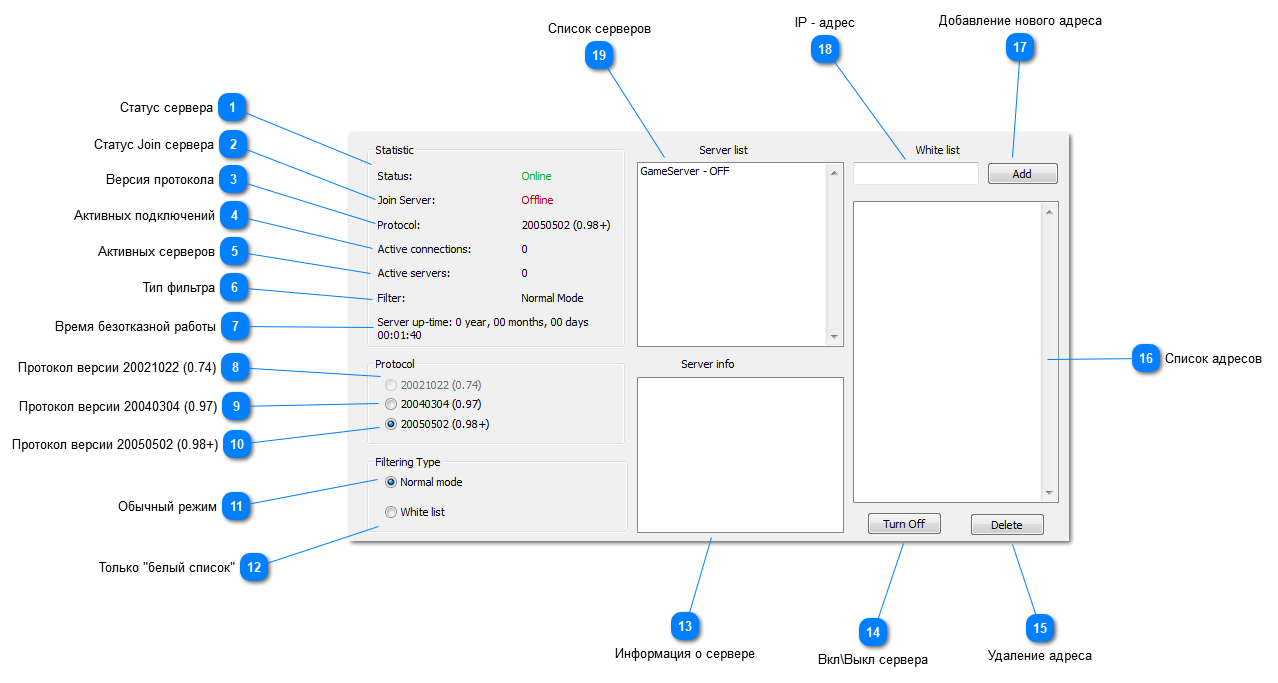 Список серверов
19
IP - адрес
18
Добавление нового адреса
17
Статус сервера 1
Статус Join сервера 2
Версия протокола 3
Активных подключений 4
Активных серверов 5
Тип фильтра 6
Время безотказной работы 7
Протокол версии 20021022 (0.74) 8
Протокол версии 20040304 (0.97) 9
Протокол версии 20050502 (0.98+) 10
Обычный режим 11
Только "белый список" 12
Statistic
Status: Online
Join Server: Offline
Protocol: 20050502 (0.98+)
Active connections: 0
Active servers: 0
Filter: Normal Mode
Server up-time: 0 year, 00 months, 00 days
00:01:40
Protocol
20021022 (0.74)
20040304 (0.97)
20050502 (0.98+)
Filtering Type
Normal mode
White list
Server list
GameServer - OFF
Server info
White list
Add
Turn Off
Delete
16 Список адресов
13
Информация о сервере
14
Вкл\Выкл сервера
15
Удаление адреса